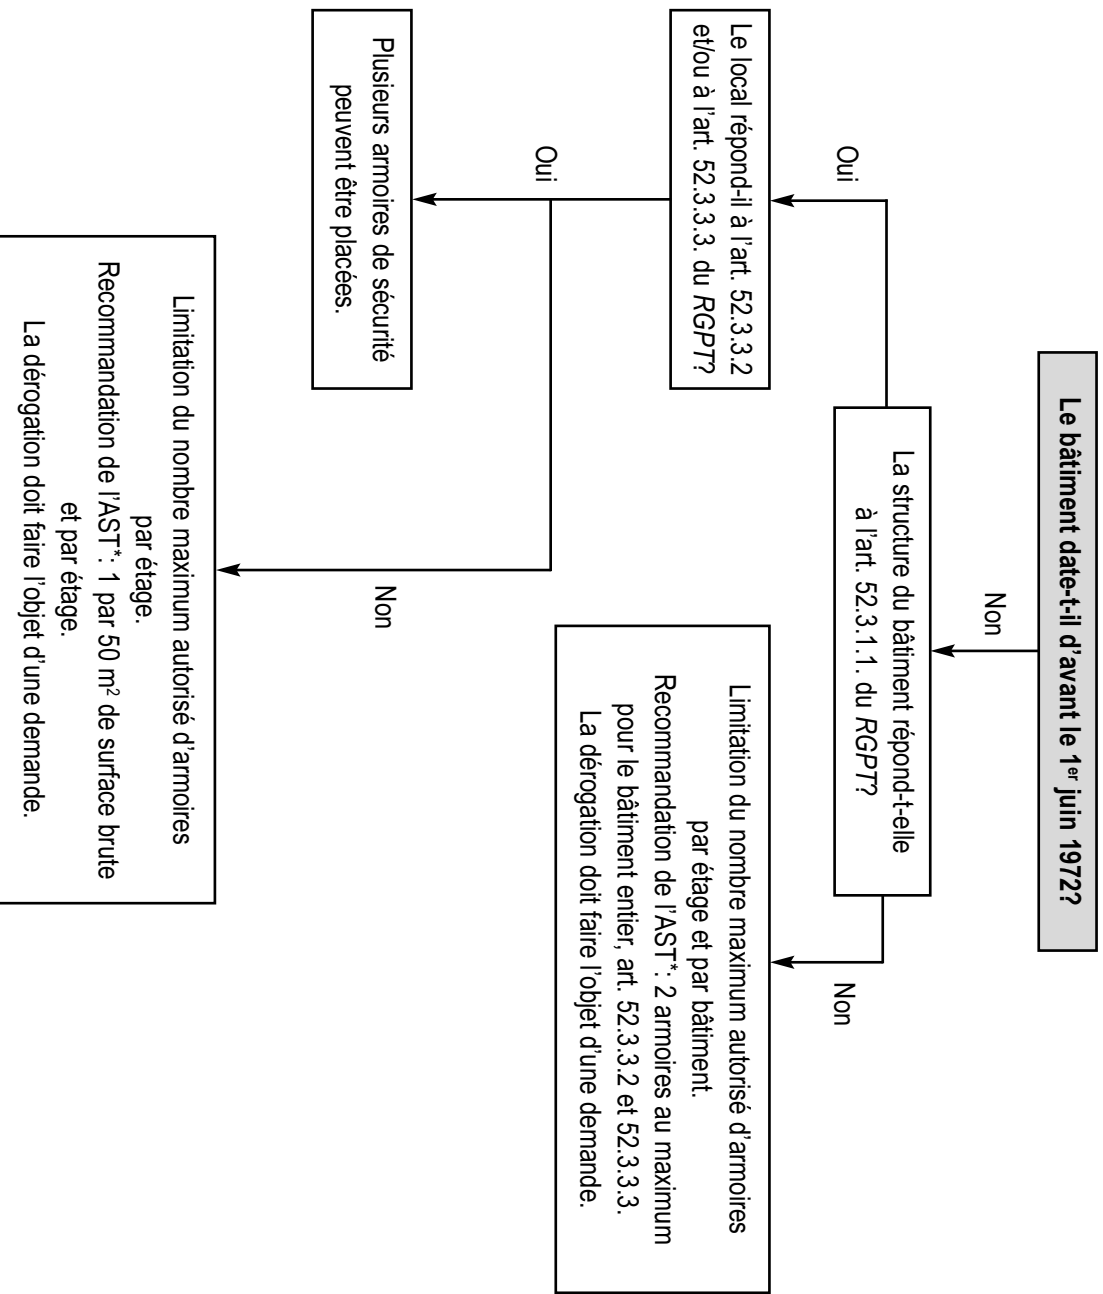 Le bâtiment date-t-il d'avant le 1er juin 1972?
Non
La structure du bâtiment répond-t-elle
à l'art. 52.3.1.1. du RGPT?
Oui
Non
Le local répond-il à l'art. 52.3.3.2
et/ou à l'art. 52.3.3.3. du RGPT?
Limitation du nombre maximum autorisé d'armoires
par étage et par bâtiment.
Recommandation de l'AST*: 2 armoires au maximum
pour le bâtiment entier, art. 52.3.3.2 et 52.3.3.3.
La dérogation doit faire l'objet d'une demande.
Oui
Non
Plusieurs armoires de sécurité
peuvent être placées.
Limitation du nombre maximum autorisé d'armoires
par étage.
Recommandation de l'AST*: 1 par 50 m² de surface brute
et par étage.
La dérogation doit faire l'objet d'une demande.